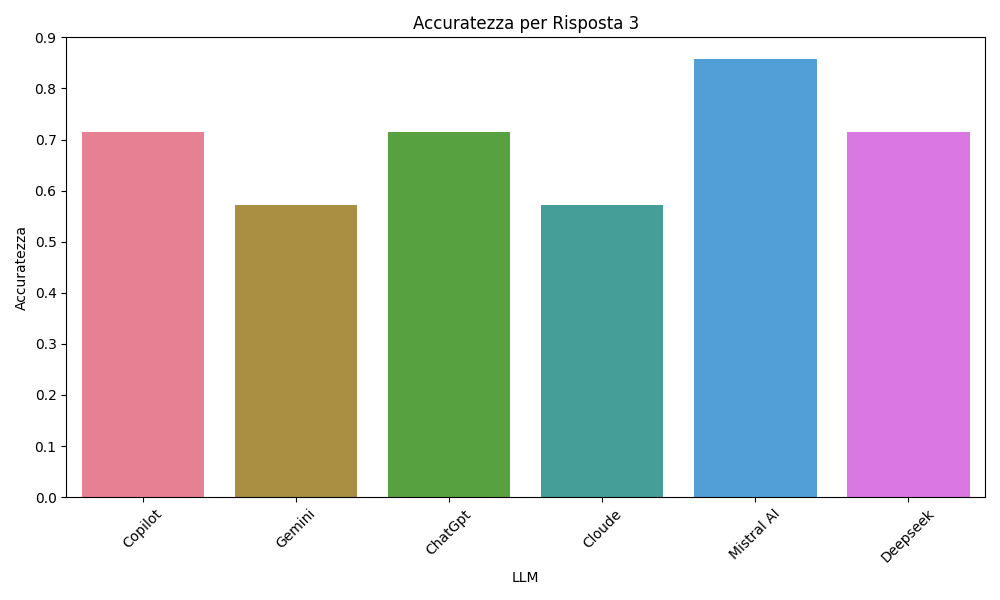 Accuratezza per Risposta 3
Accuratezza
0.9
0.8
0.7
0.6
0.5
0.4
0.3
0.2
0.1
0.0
Copilot
Gemini
ChatGpt
Cloude
Mistral AI
Deepseek
LLM